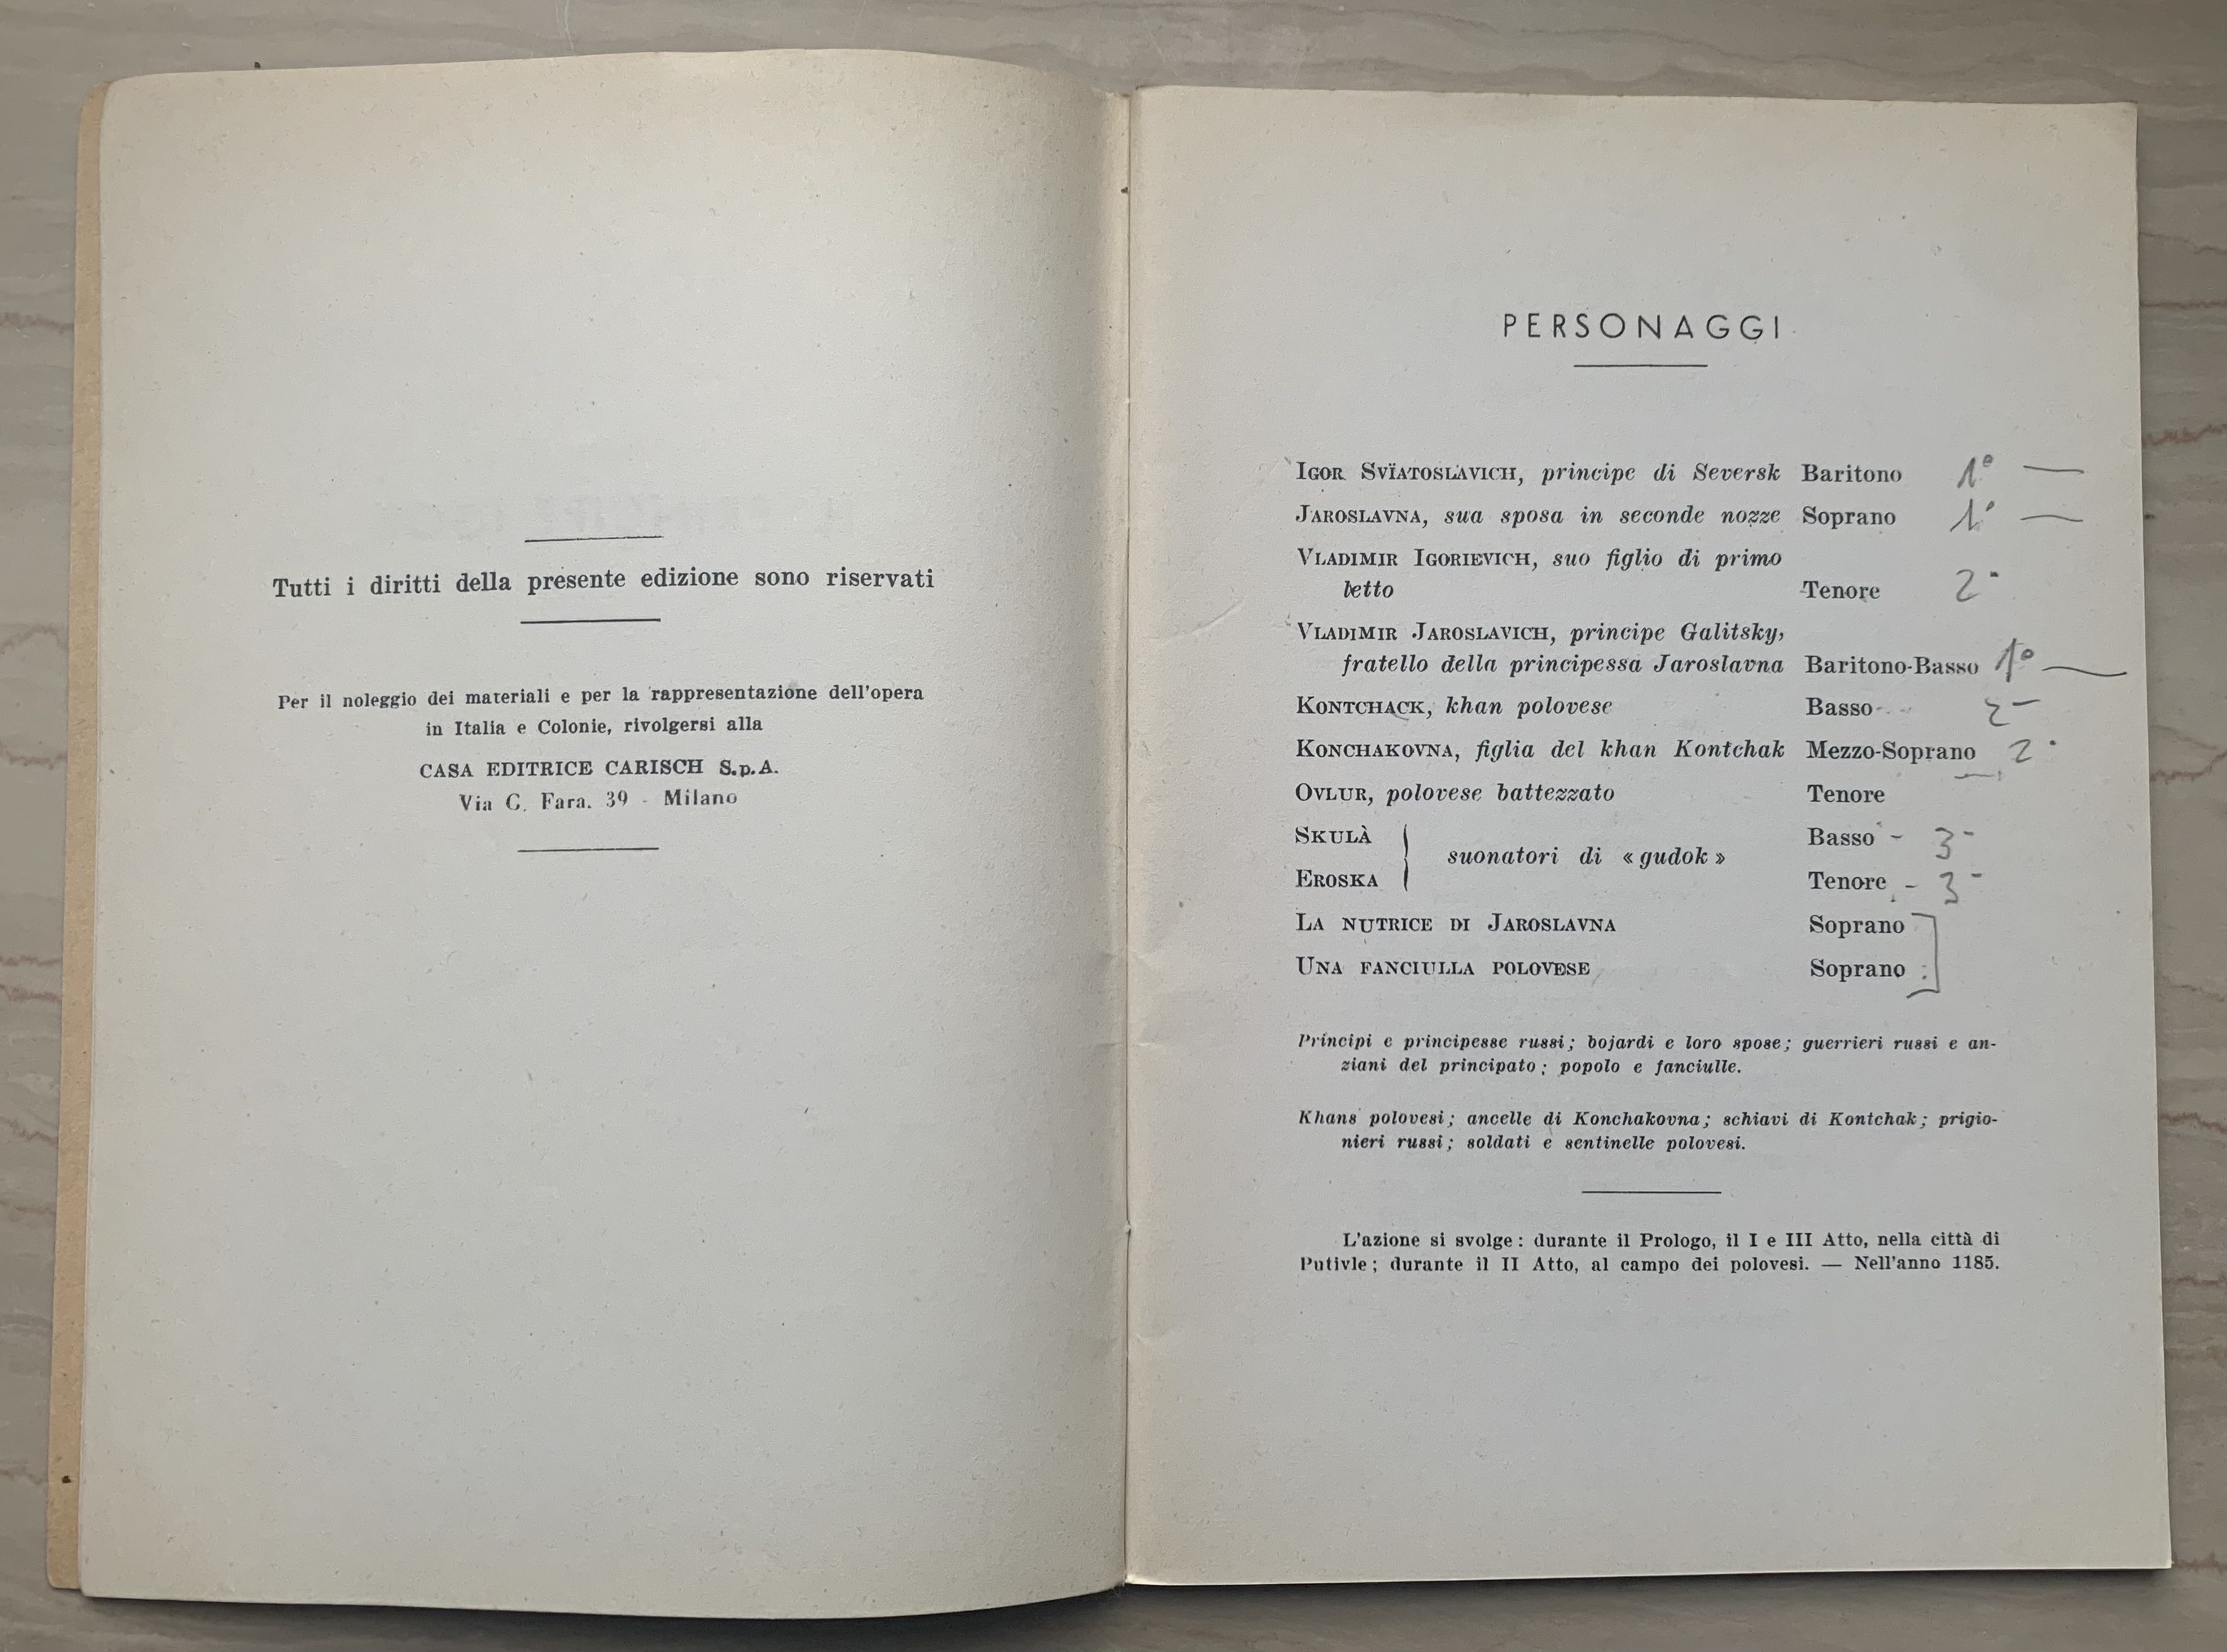 Tutti i diritti della presente edizione sono riservati
Per il noleggio dei materiali e per la rappresentazione dell'opera
in Italia e Colonie, rivolgersi alla
CASA EDITRICE CARISCH S.p.A.
Via G. Fara. 39 - Milano
PERSONAGGI
IGOR SVÏATOSLAVICH, principe di Seversk Baritono 1º —
JAROSLAVNA, sua sposa in seconde nozze Soprano 1º —
VLADIMIR IGORIEVICH, suo figlio di primo
letto Tenore 2º
VLADIMIR JAROSLAVICH, principe Galitsky,
fratello della principessa Jaroslavna Baritono-Basso 1º —
KONTCHACK, khan polovese Basso 2 -
KONCHAKOVNA, figlia del khan Kontchak Mezzo-Soprano 2º
OVLUR, polovese battezzato Tenore
SKULÀ Basso - 3 -
suonatori di « gudok »
EROSKA Tenore - 3 -
LA NUTRICE DI JAROSLAVNA Soprano
UNA FANCIULLA POLOVESE Soprano
Principi e principesse russi; bojardi e loro spose; guerrieri russi e an-
ziani del principato; popolo e fanciulle.
Khans polovesi; ancelle di Konchakovna; schiavi di Kontchak; prigio-
nieri russi; soldati e sentinelle polovesi.
L'azione si svolge: durante il Prologo, il I e III Atto, nella città di
Putivle; durante il II Atto, al campo dei polovesi. — Nell'anno 1185.